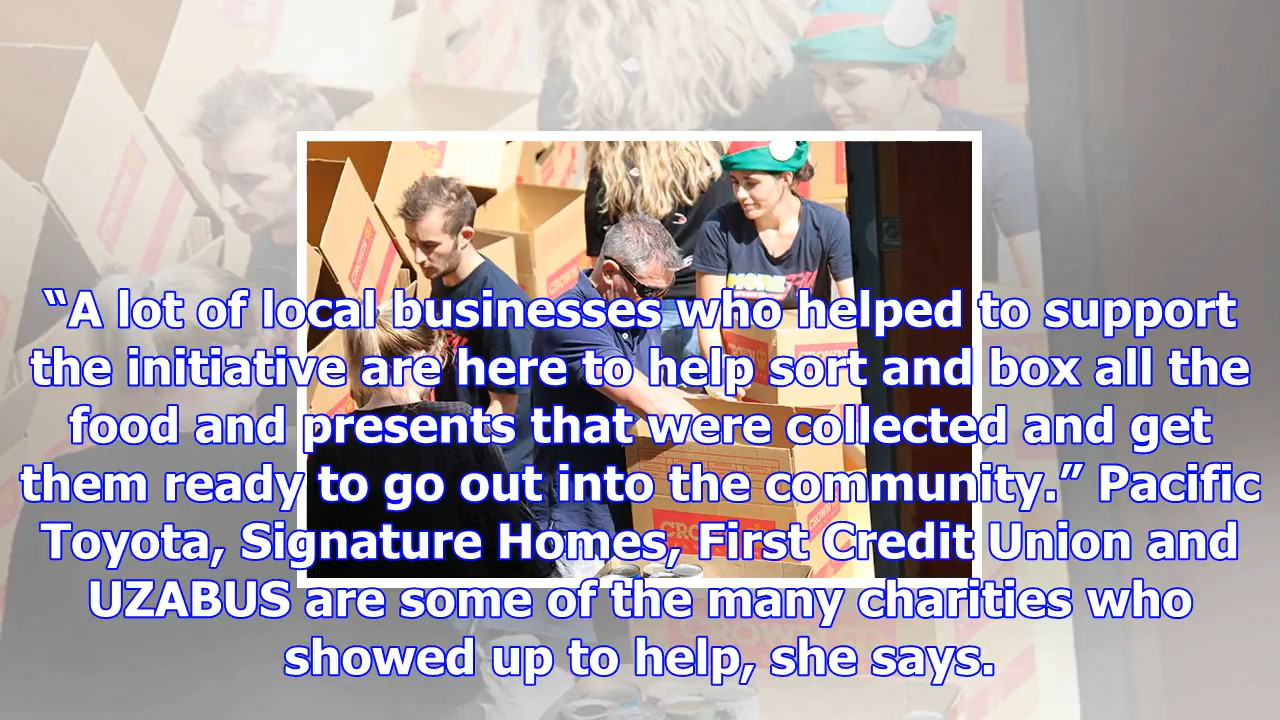 “A lot of local businesses who helped to support
the initiative are here to help sort and box all the
food and presents that were collected and get
them ready to go out into the community.” Pacific
Toyota, Signature Homes, First Credit Union and
UZABUS are some of the many charities who
showed up to help, she says.
CROWN
CROWN
MORE